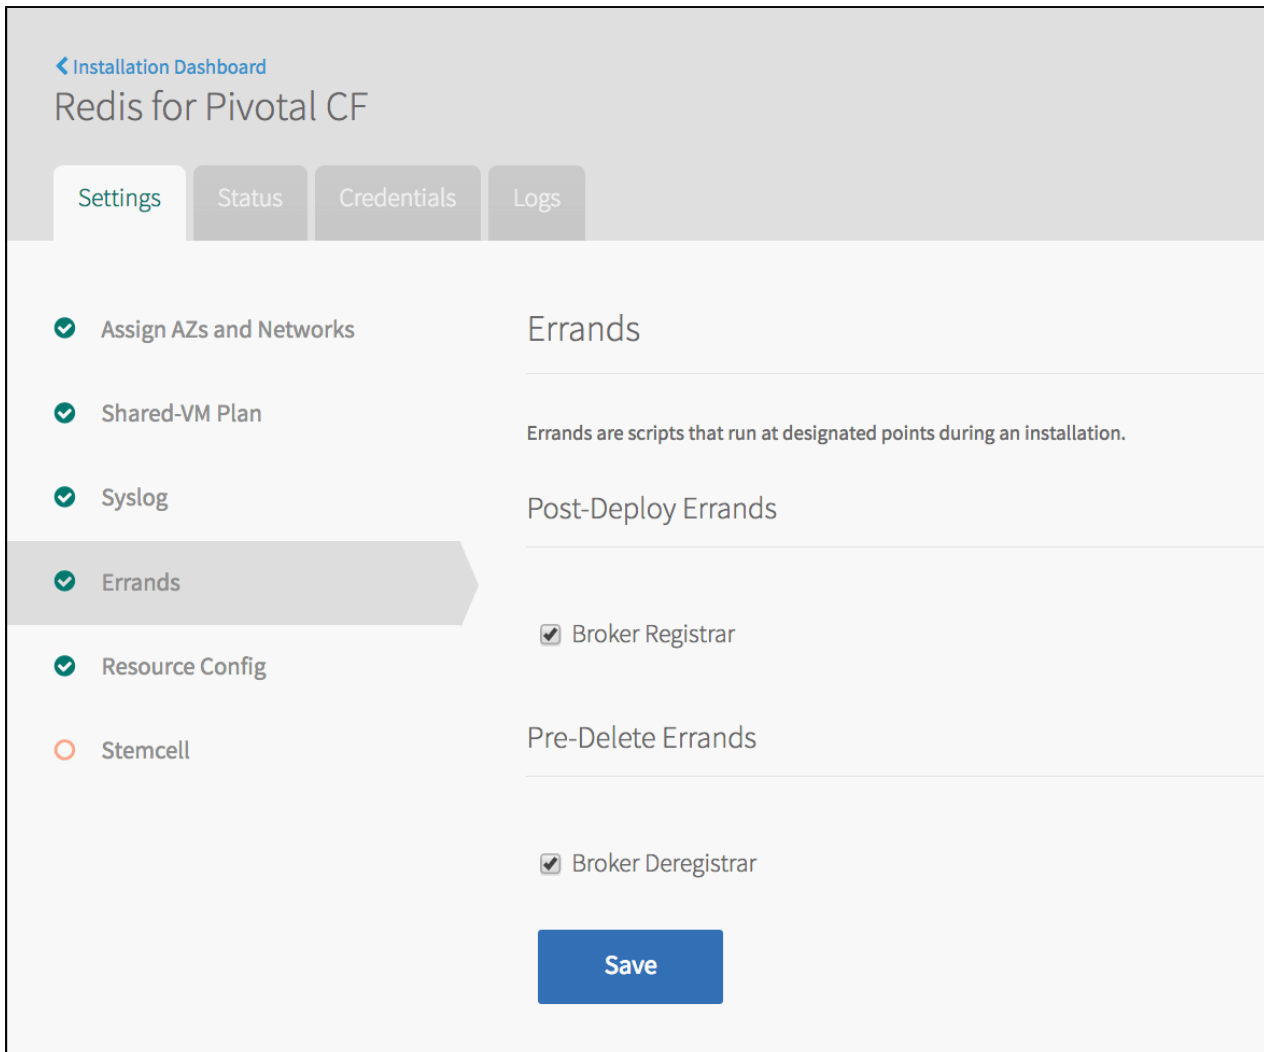 Installation Dashboard
Redis for Pivotal CF
Settings
Status
Credentials
Logs
Assign AZs and Networks
Shared-VM Plan
Syslog
Errands
Resource Config
Stemcell
Errands
Errands are scripts that run at designated points during an installation.
Post-Deploy Errands
Broker Registrar
Pre-Delete Errands
Broker Deregistrar
Save